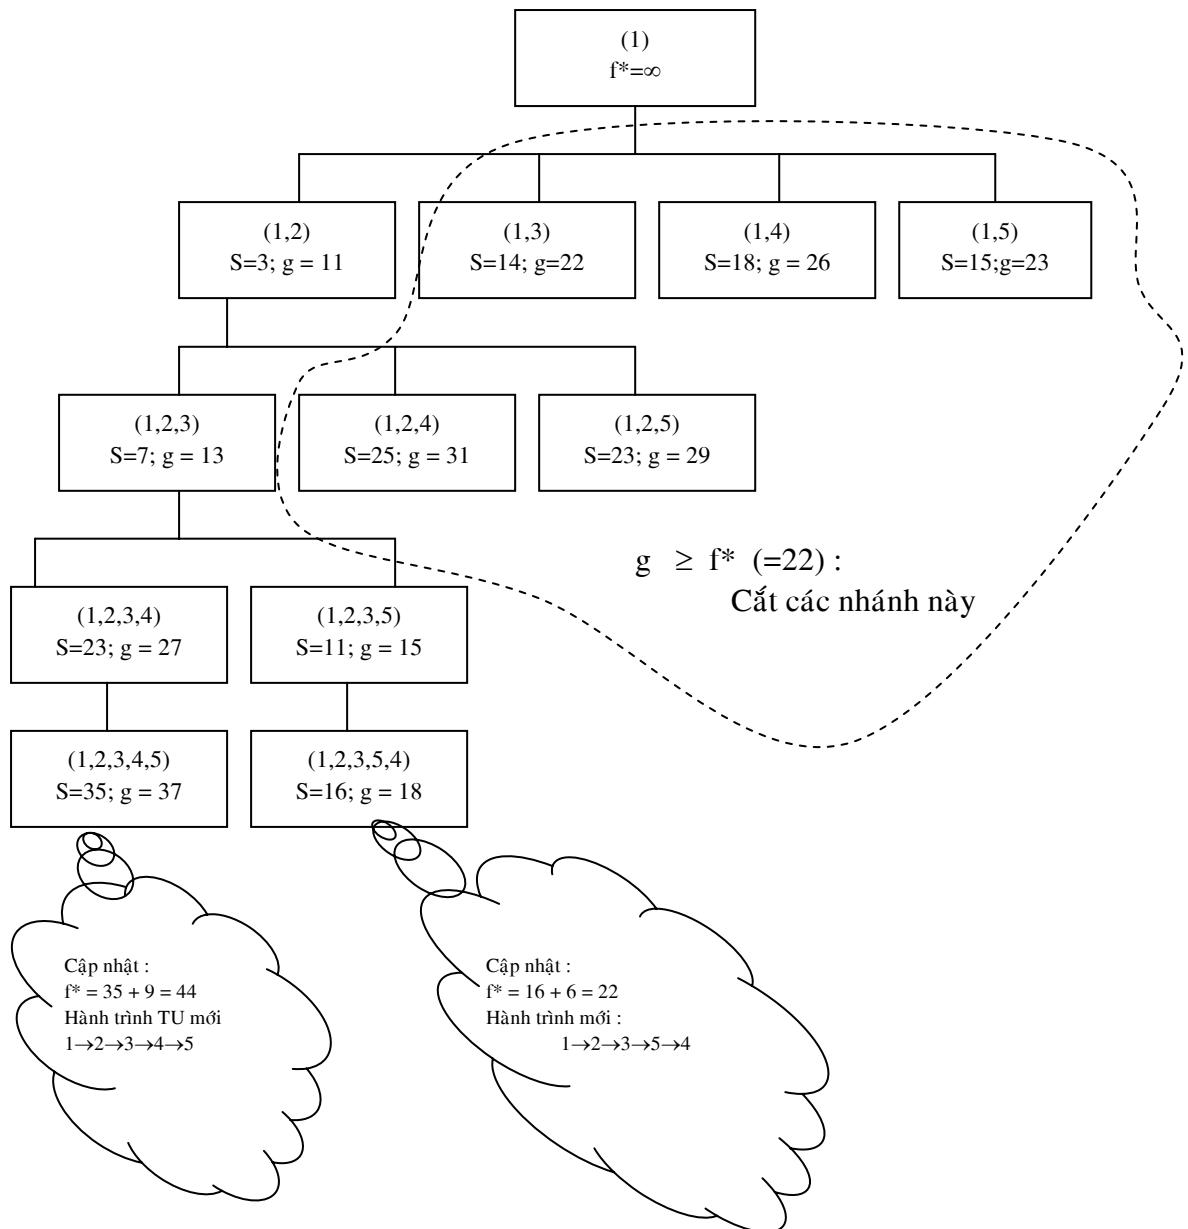 (1)
f*=∞
(1,2)
S=3; g = 11
(1,3)
S=14; g=22
(1,4)
S=18; g = 26
(1,5)
S=15;g=23
(1,2,3)
S=7; g = 13
(1,2,4)
S=25; g = 31
(1,2,5)
S=23; g = 29
g ≥ f* (=22) :
Cắt các nhánh này
(1,2,3,4)
S=23; g = 27
(1,2,3,5)
S=11; g = 15
(1,2,3,4,5)
S=35; g = 37
(1,2,3,5,4)
S=16; g = 18
Cập nhật :
f* = 35 + 9 = 44
Hành trình TU mới
1→2→3→4→5
Cập nhật :
f* = 16 + 6 = 22
Hành trình mới :
1→2→3→5→4